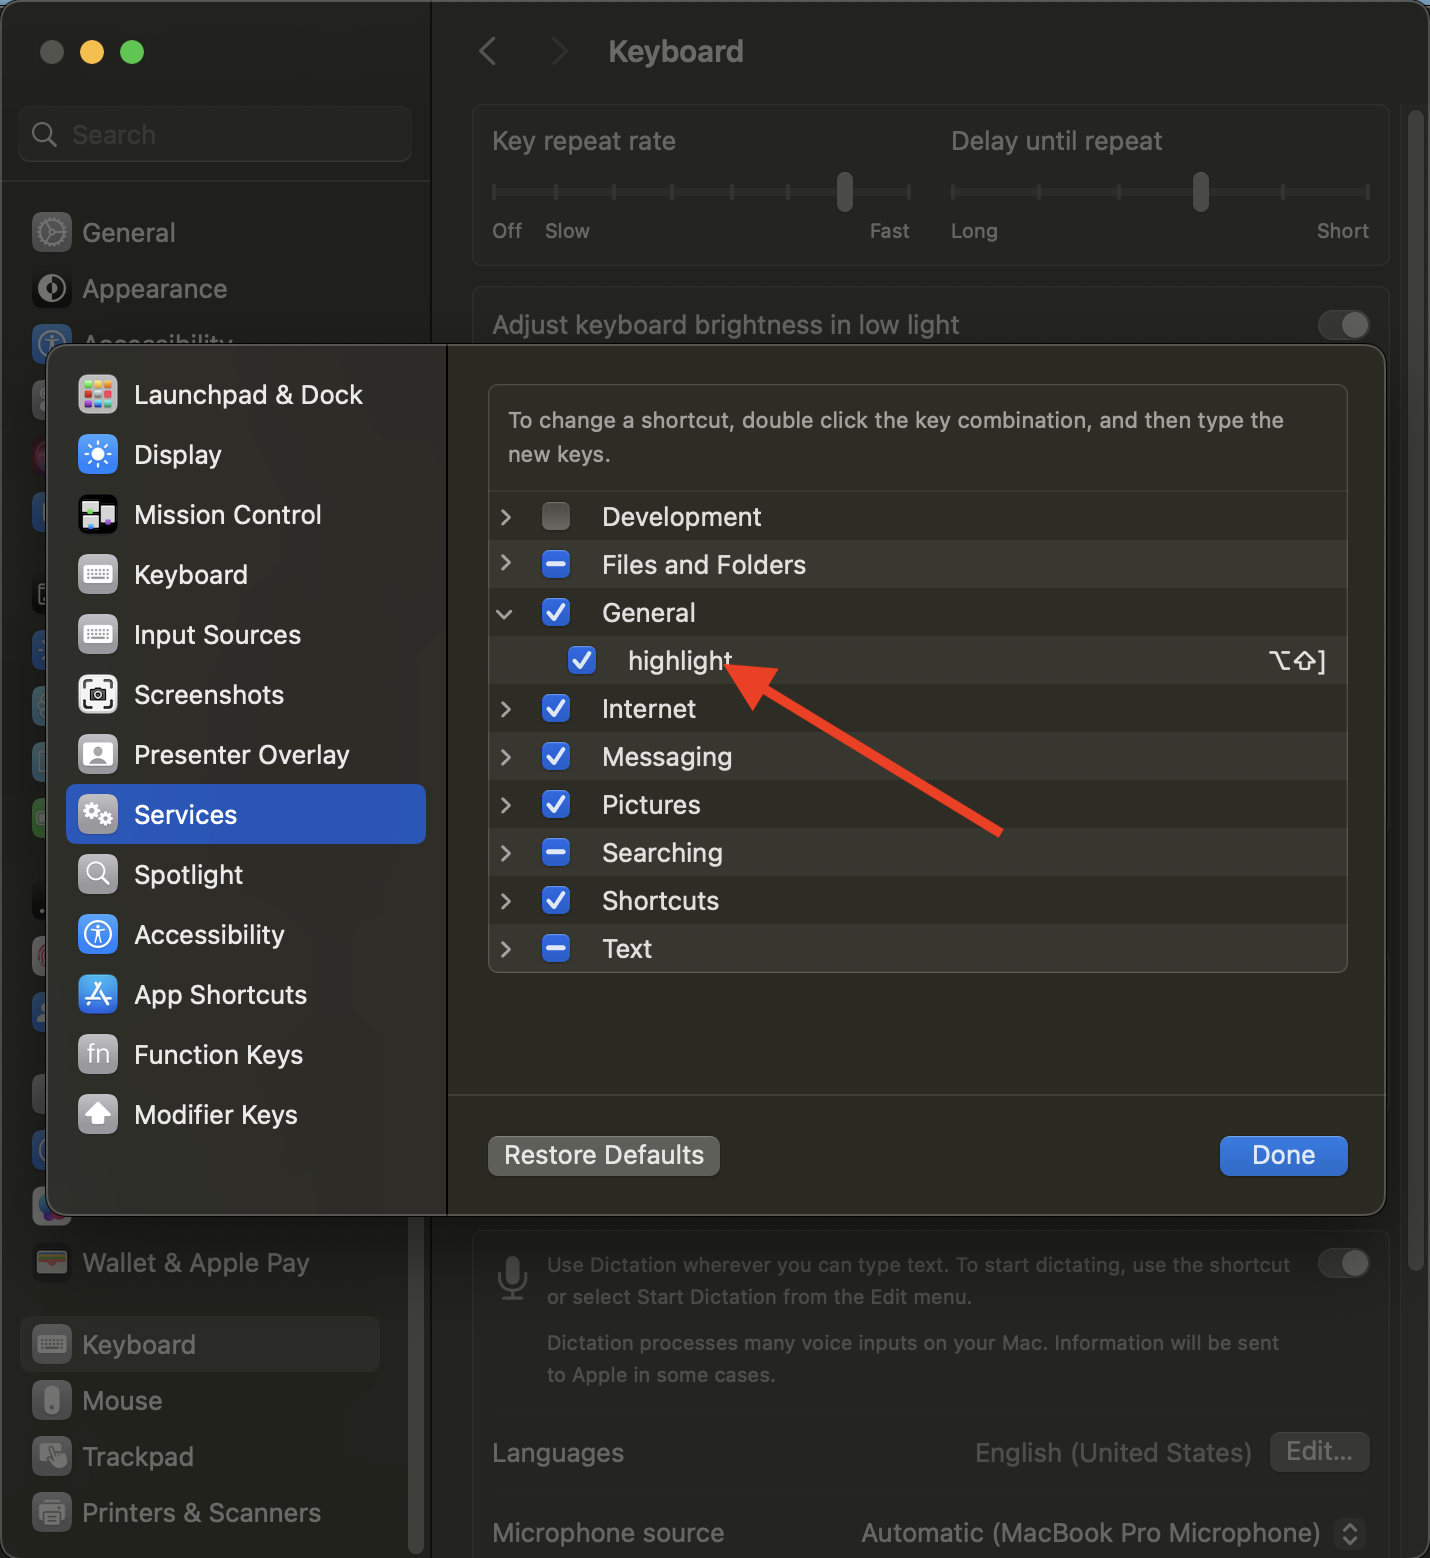 Keyboard
Search
Key repeat rate
Delay until repeat
Off
Slow
Fast
Long
Short
General
Appearance
Accessibility
Adjust keyboard brightness in low light
Launchpad & Dock
Display
Mission Control
Keyboard
Input Sources
Screenshots
Presenter Overlay
Services
Spotlight
Accessibility
App Shortcuts
fn
Function Keys
Modifier Keys
To change a shortcut, double click the key combination, and then type the
new keys.
Development
Files and Folders
General
highlight
⌥⇧]
Internet
Messaging
Pictures
Searching
Shortcuts
Text
Restore Defaults
Done
Wallet & Apple Pay
Keyboard
Mouse
Trackpad
Printers & Scanners
Use Dictation wherever you can type text. To start dictating, use the shortcut
or select Start Dictation from the Edit menu.
Dictation processes many voice inputs on your Mac. Information will be sent
to Apple in some cases.
Languages
English (United States)
Edit...
Microphone source
Automatic (MacBook Pro Microphone)